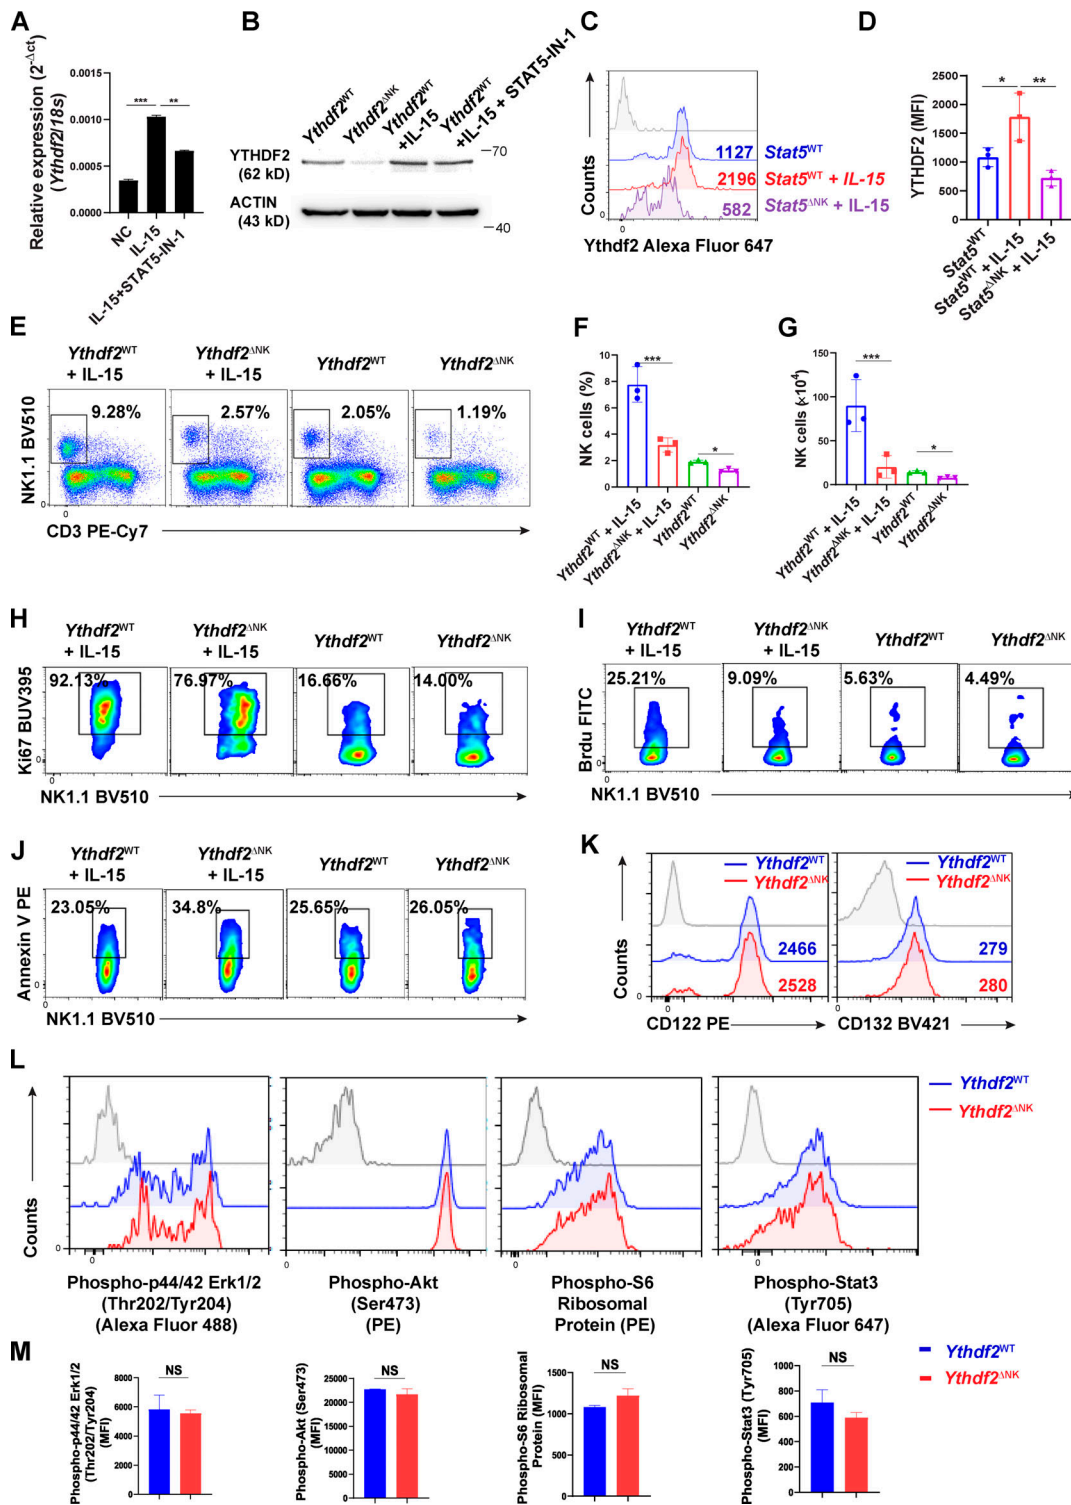 A
Relative expression (2-Δct)
(Ythdf2/18s)
0.0015
0.0010
0.0005
0.0000
***
**
NC
IL-15
IL-15+STAT5-IN-1
B
Ythdf2WT
Ythdf2ΔNK
Ythdf2WT
+IL-15
Ythdf2WT
+IL-15 + STAT5-IN-1
YTHDF2
(62 kD)
ACTIN
(43 kD)
70
40
C
Counts
0
1127 Stat5WT
2196 Stat5WT + IL-15
582 Stat5ΔNK + IL-15
Ythdf2 Alexa Fluor 647
D
YTHDF2 (MFI)
2500
2000
1500
1000
500
0
*
**
Stat5WT
Stat5WT + IL-15
Stat5ΔNK + IL-15
E
Ythdf2WT
+ IL-15
Ythdf2ΔNK
+ IL-15
Ythdf2WT
Ythdf2ΔNK
NK1.1 BV510
9.28%
2.57%
2.05%
1.19%
0
CD3 PE-Cy7
F
NK cells (%)
10
8
6
4
2
0
***
*
Ythdf2WT + IL-15
Ythdf2ΔNK + IL-15
Ythdf2WT
Ythdf2ΔNK
G
NK cells (×10⁴)
150
100
50
0
***
*
Ythdf2WT + IL-15
Ythdf2ΔNK + IL-15
Ythdf2WT
Ythdf2ΔNK
H
Ythdf2WT
+ IL-15
Ythdf2ΔNK
+ IL-15
Ythdf2WT
Ythdf2ΔNK
Ki67 BUV395
92.13%
76.97%
16.66%
14.00%
0
NK1.1 BV510
I
Ythdf2WT
+ IL-15
Ythdf2ΔNK
+ IL-15
Ythdf2WT
Ythdf2ΔNK
Brdu FITC
25.21%
9.09%
5.63%
4.49%
0
NK1.1 BV510
J
Ythdf2WT
+ IL-15
Ythdf2ΔNK
+ IL-15
Ythdf2WT
Ythdf2ΔNK
Annexin V PE
23.05%
34.8%
25.65%
26.05%
0
NK1.1 BV510
K
Counts
Ythdf2WT
Ythdf2ΔNK
2466
2528
0
CD122 PE
Ythdf2WT
Ythdf2ΔNK
279
280
0
CD132 BV421
L
Counts
0
0
0
0
Ythdf2WT
Ythdf2ΔNK
Phospho-p44/42 Erk1/2
(Thr202/Tyr204)
(Alexa Fluor 488)
Phospho-Akt
(Ser473)
(PE)
Phospho-S6
Ribosomal
Protein (PE)
Phospho-Stat3
(Tyr705)
(Alexa Fluor 647)
M
Phospho-p44/42 Erk1/2
(Thr202/Tyr204)
(MFI)
8000
6000
4000
2000
0
NS
Phospho-Akt (Ser473)
(MFI)
25000
20000
15000
10000
5000
0
NS
Phospho-S6 Ribosomal
Protein (MFI)
1500
1000
500
0
NS
Phospho-Stat3 (Tyr705)
(MFI)
1000
800
600
400
200
0
NS
Ythdf2WT
Ythdf2ΔNK